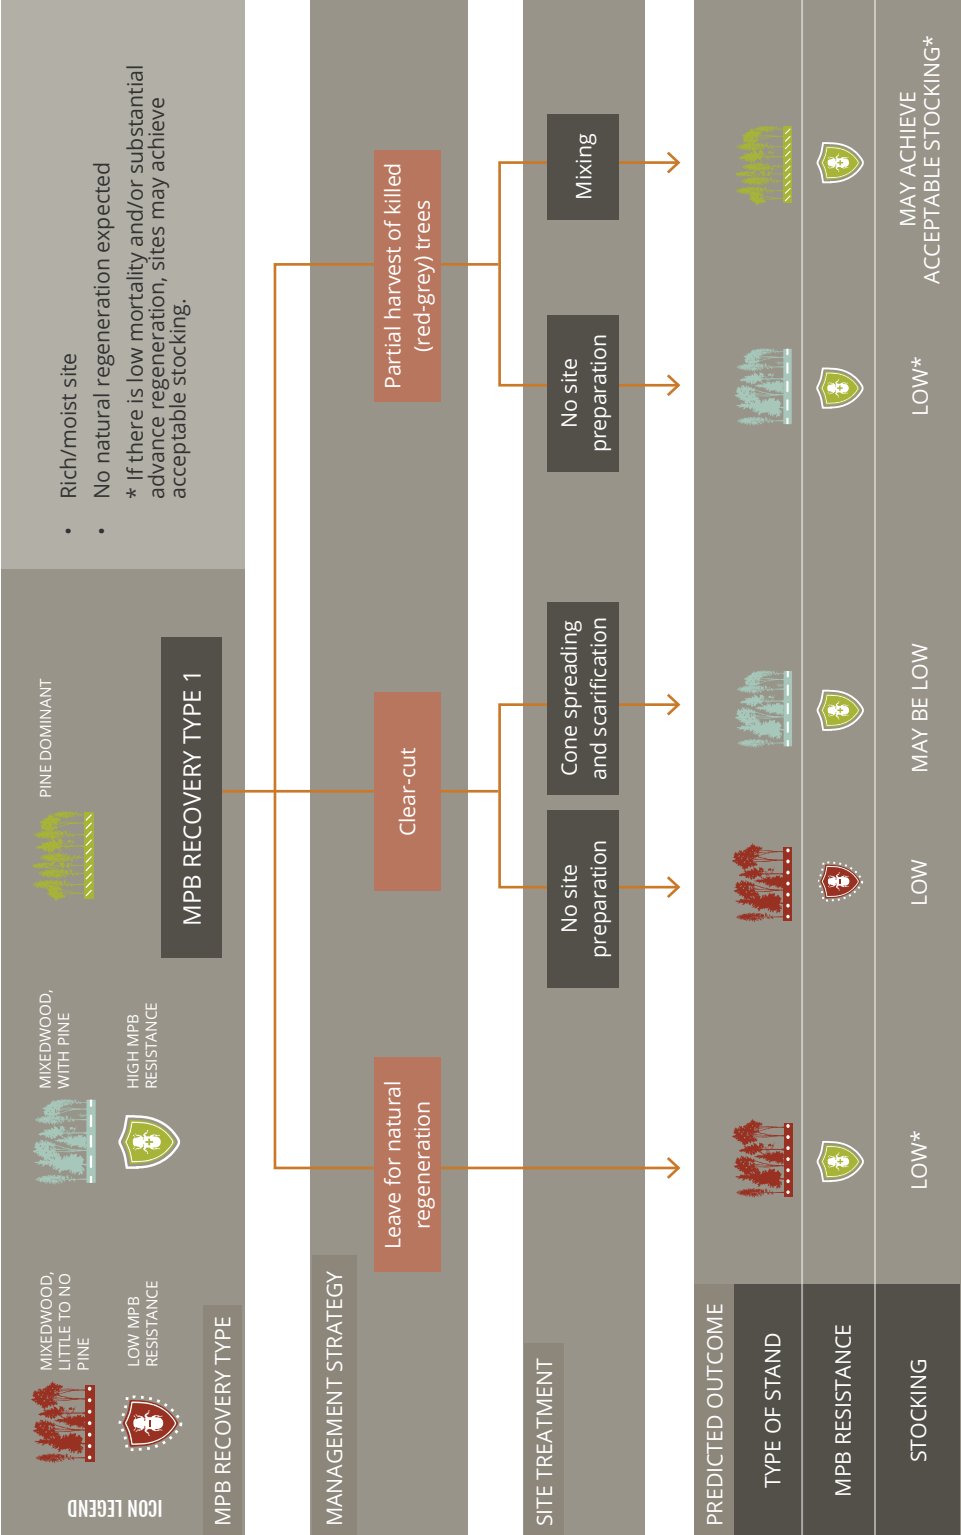 ICON LEGEND
MIXEDWOOD,
LITTLE TO NO
PINE
MIXEDWOOD,
WITH PINE
PINE DOMINANT
LOW MPB
RESISTANCE
HIGH MPB
RESISTANCE
• Rich/moist site
• No natural regeneration expected
* If there is low mortality and/or substantial
advance regeneration, sites may achieve
acceptable stocking.
MPB RECOVERY TYPE
MPB RECOVERY TYPE 1
MANAGEMENT STRATEGY
Leave for natural
regeneration
Clear-cut
Partial harvest of killed
(red-grey) trees
SITE TREATMENT
No site
preparation
Cone spreading
and scarification
No site
preparation
Mixing
PREDICTED OUTCOME
TYPE OF STAND
MPB RESISTANCE
STOCKING
LOW*
LOW
MAY BE LOW
LOW*
MAY ACHIEVE
ACCEPTABLE STOCKING*